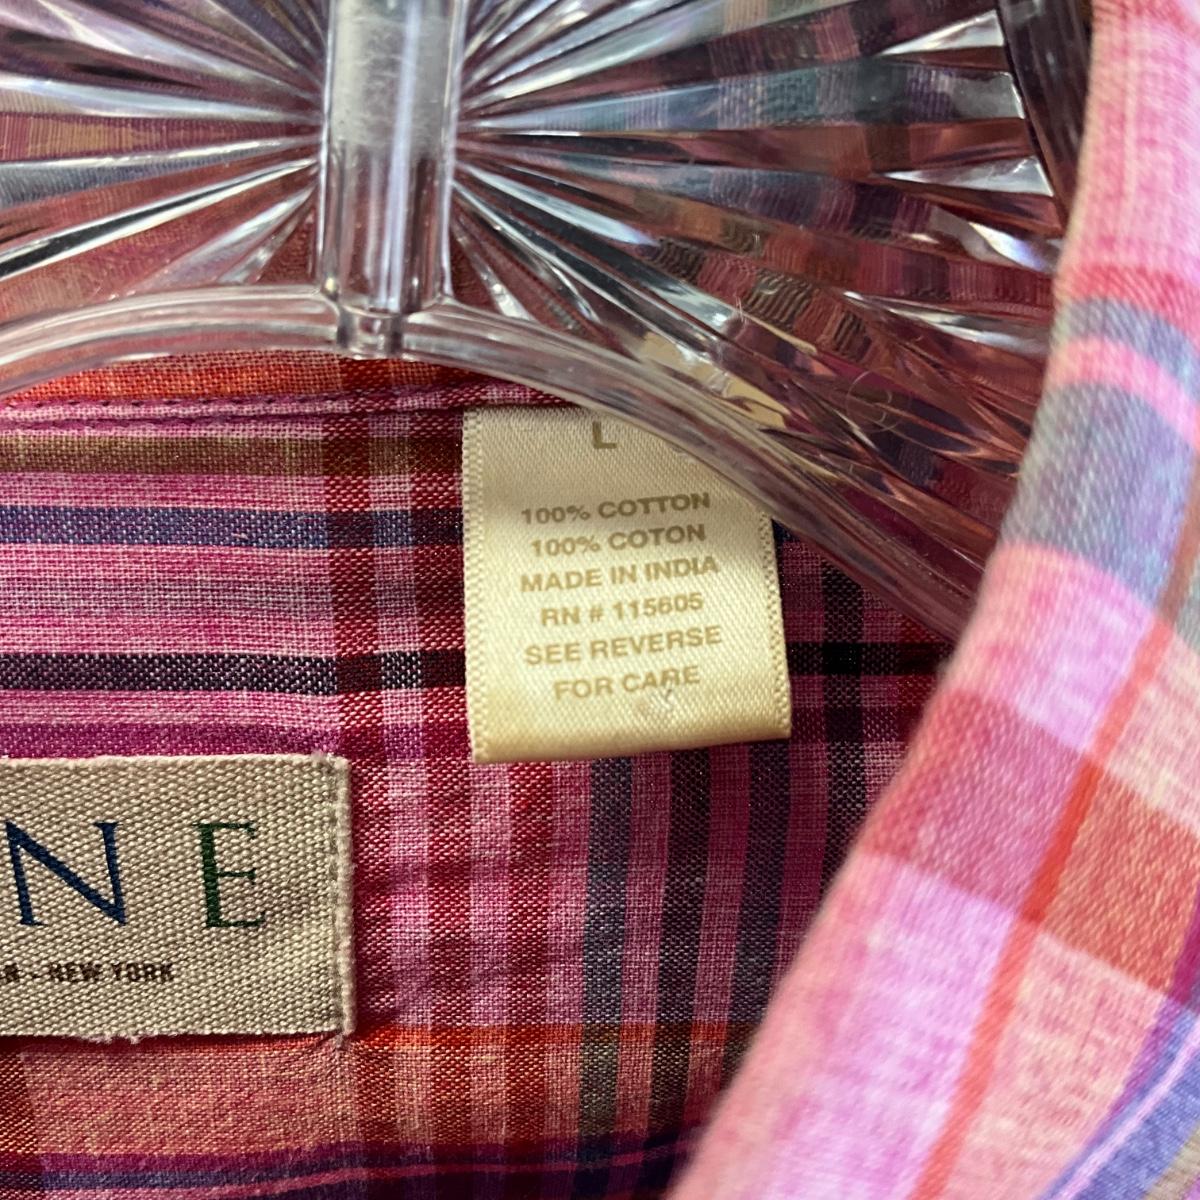 L
100% COTTON
100% COTON
MADE IN INDIA
RN # 115605
SEE REVERSE
FOR CARE
NE
- NEW YORK